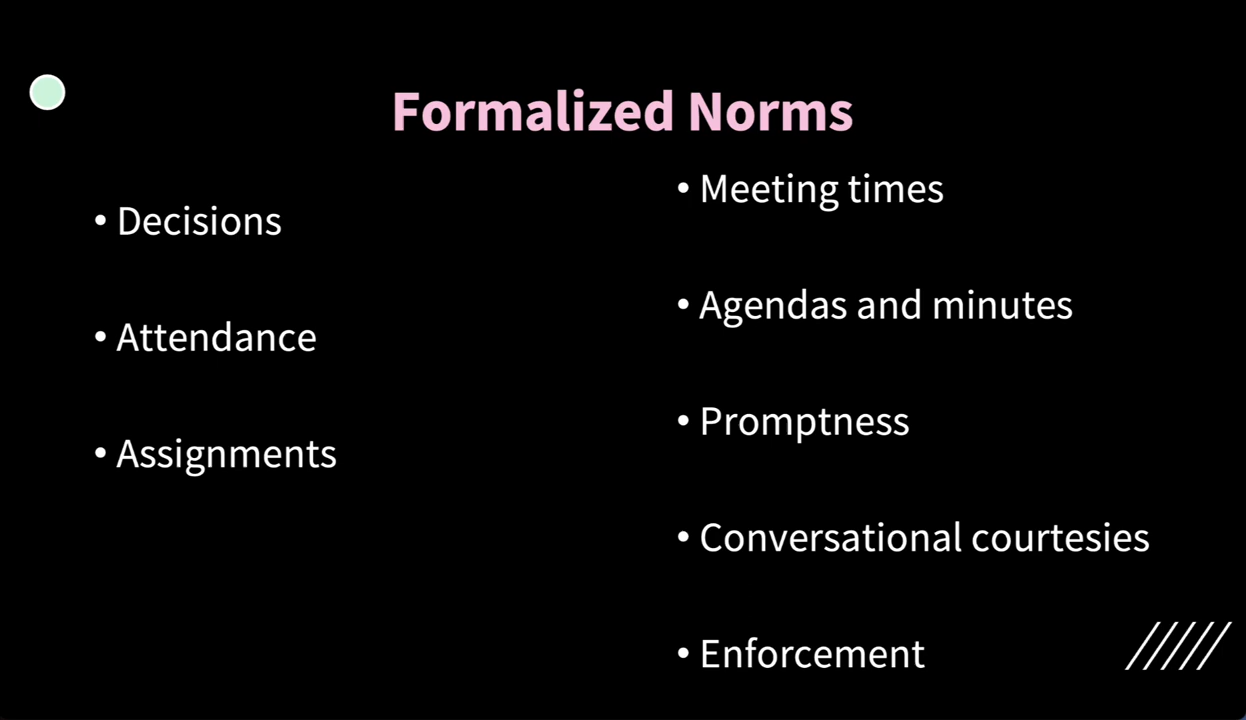 Formalized Norms
• Decisions
• Attendance
• Assignments
• Meeting times
• Agendas and minutes
• Promptness
• Conversational courtesies
• Enforcement